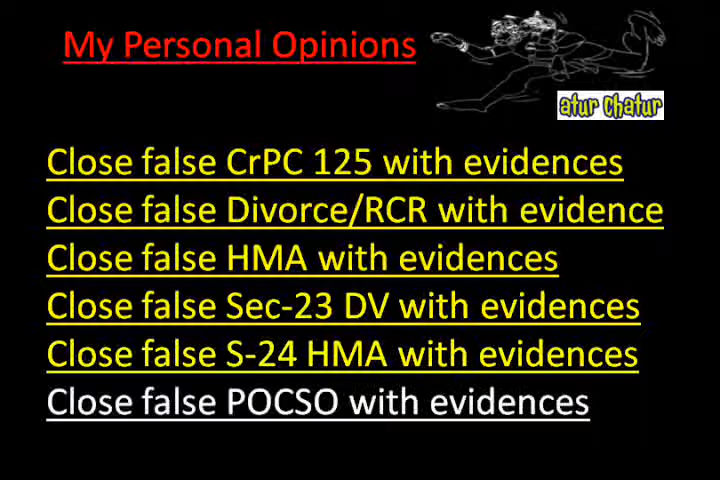 My Personal Opinions
atur chatur
Close false CrPC 125 with evidences
Close false Divorce/RCR with evidence
Close false HMA with evidences
Close false Sec-23 DV with evidences
Close false S-24 HMA with evidences
Close false POCSO with evidences